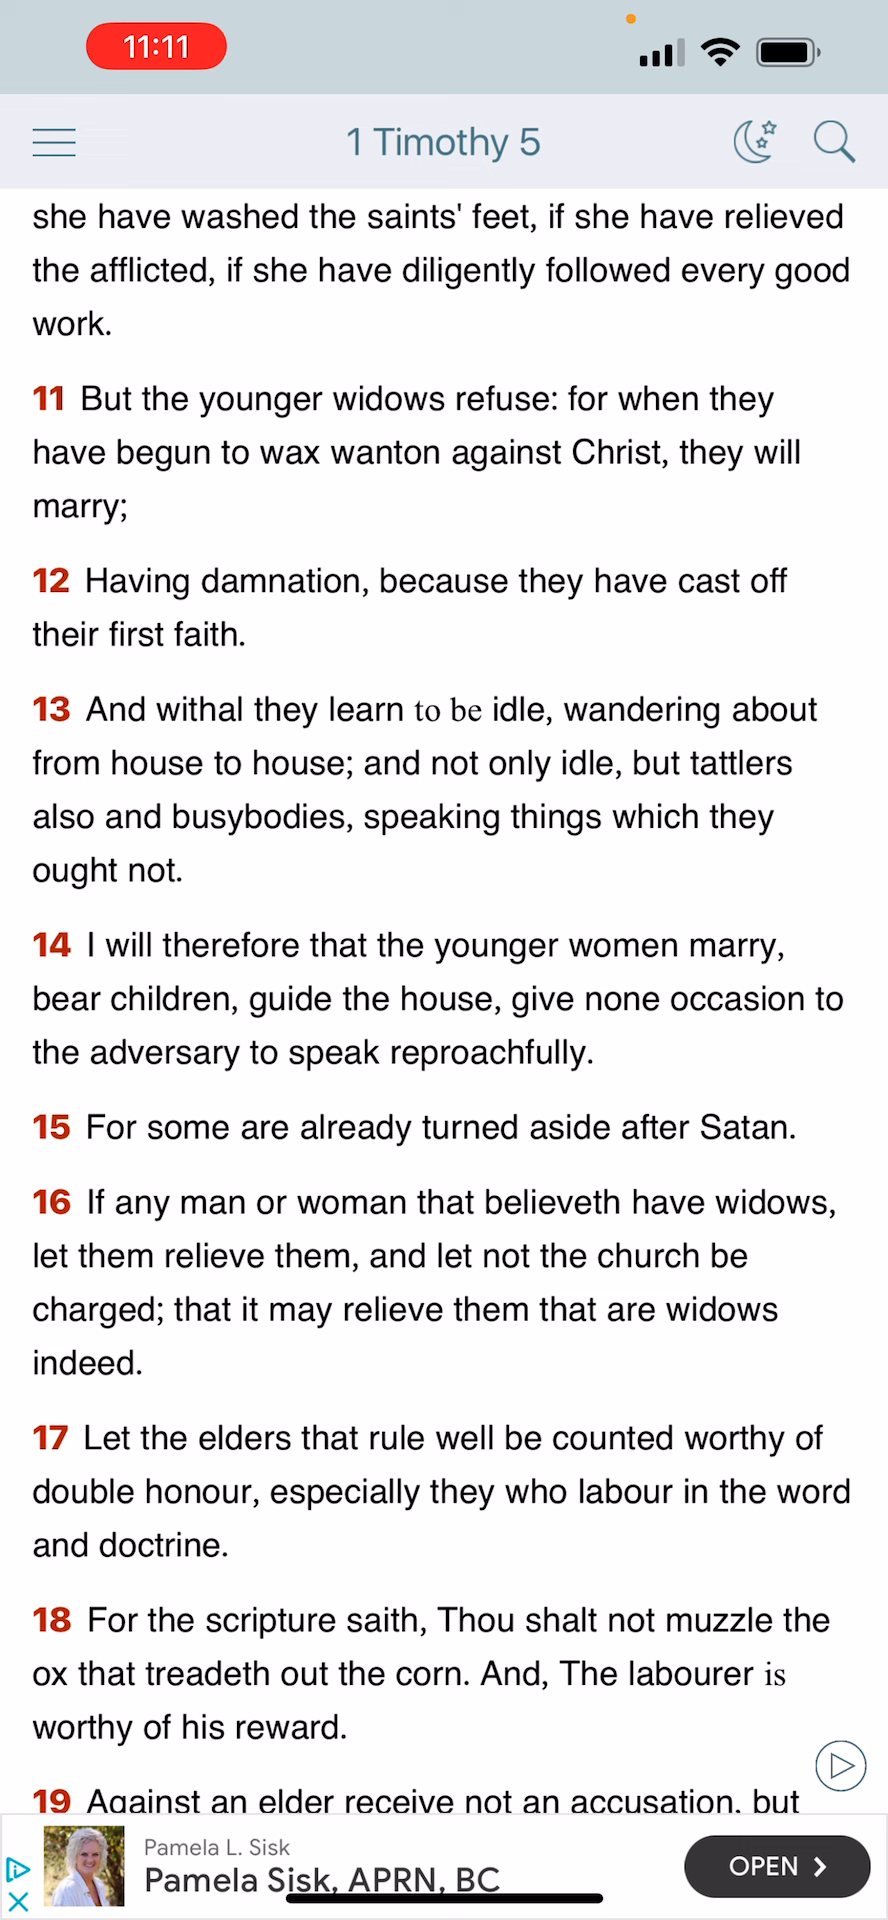 11:11
1 Timothy 5
she have washed the saints' feet, if she have relieved
the afflicted, if she have diligently followed every good
work.
11 But the younger widows refuse: for when they
have begun to wax wanton against Christ, they will
marry;
12 Having damnation, because they have cast off
their first faith.
13 And withal they learn to be idle, wandering about
from house to house; and not only idle, but tattlers
also and busybodies, speaking things which they
ought not.
14 I will therefore that the younger women marry,
bear children, guide the house, give none occasion to
the adversary to speak reproachfully.
15 For some are already turned aside after Satan.
16 If any man or woman that believeth have widows,
let them relieve them, and let not the church be
charged; that it may relieve them that are widows
indeed.
17 Let the elders that rule well be counted worthy of
double honour, especially they who labour in the word
and doctrine.
18 For the scripture saith, Thou shalt not muzzle the
ox that treadeth out the corn. And, The labourer is
worthy of his reward.
19 Against an elder receive not an accusation, but
Pamela L. Sisk
Pamela Sisk, APRN, BC
OPEN